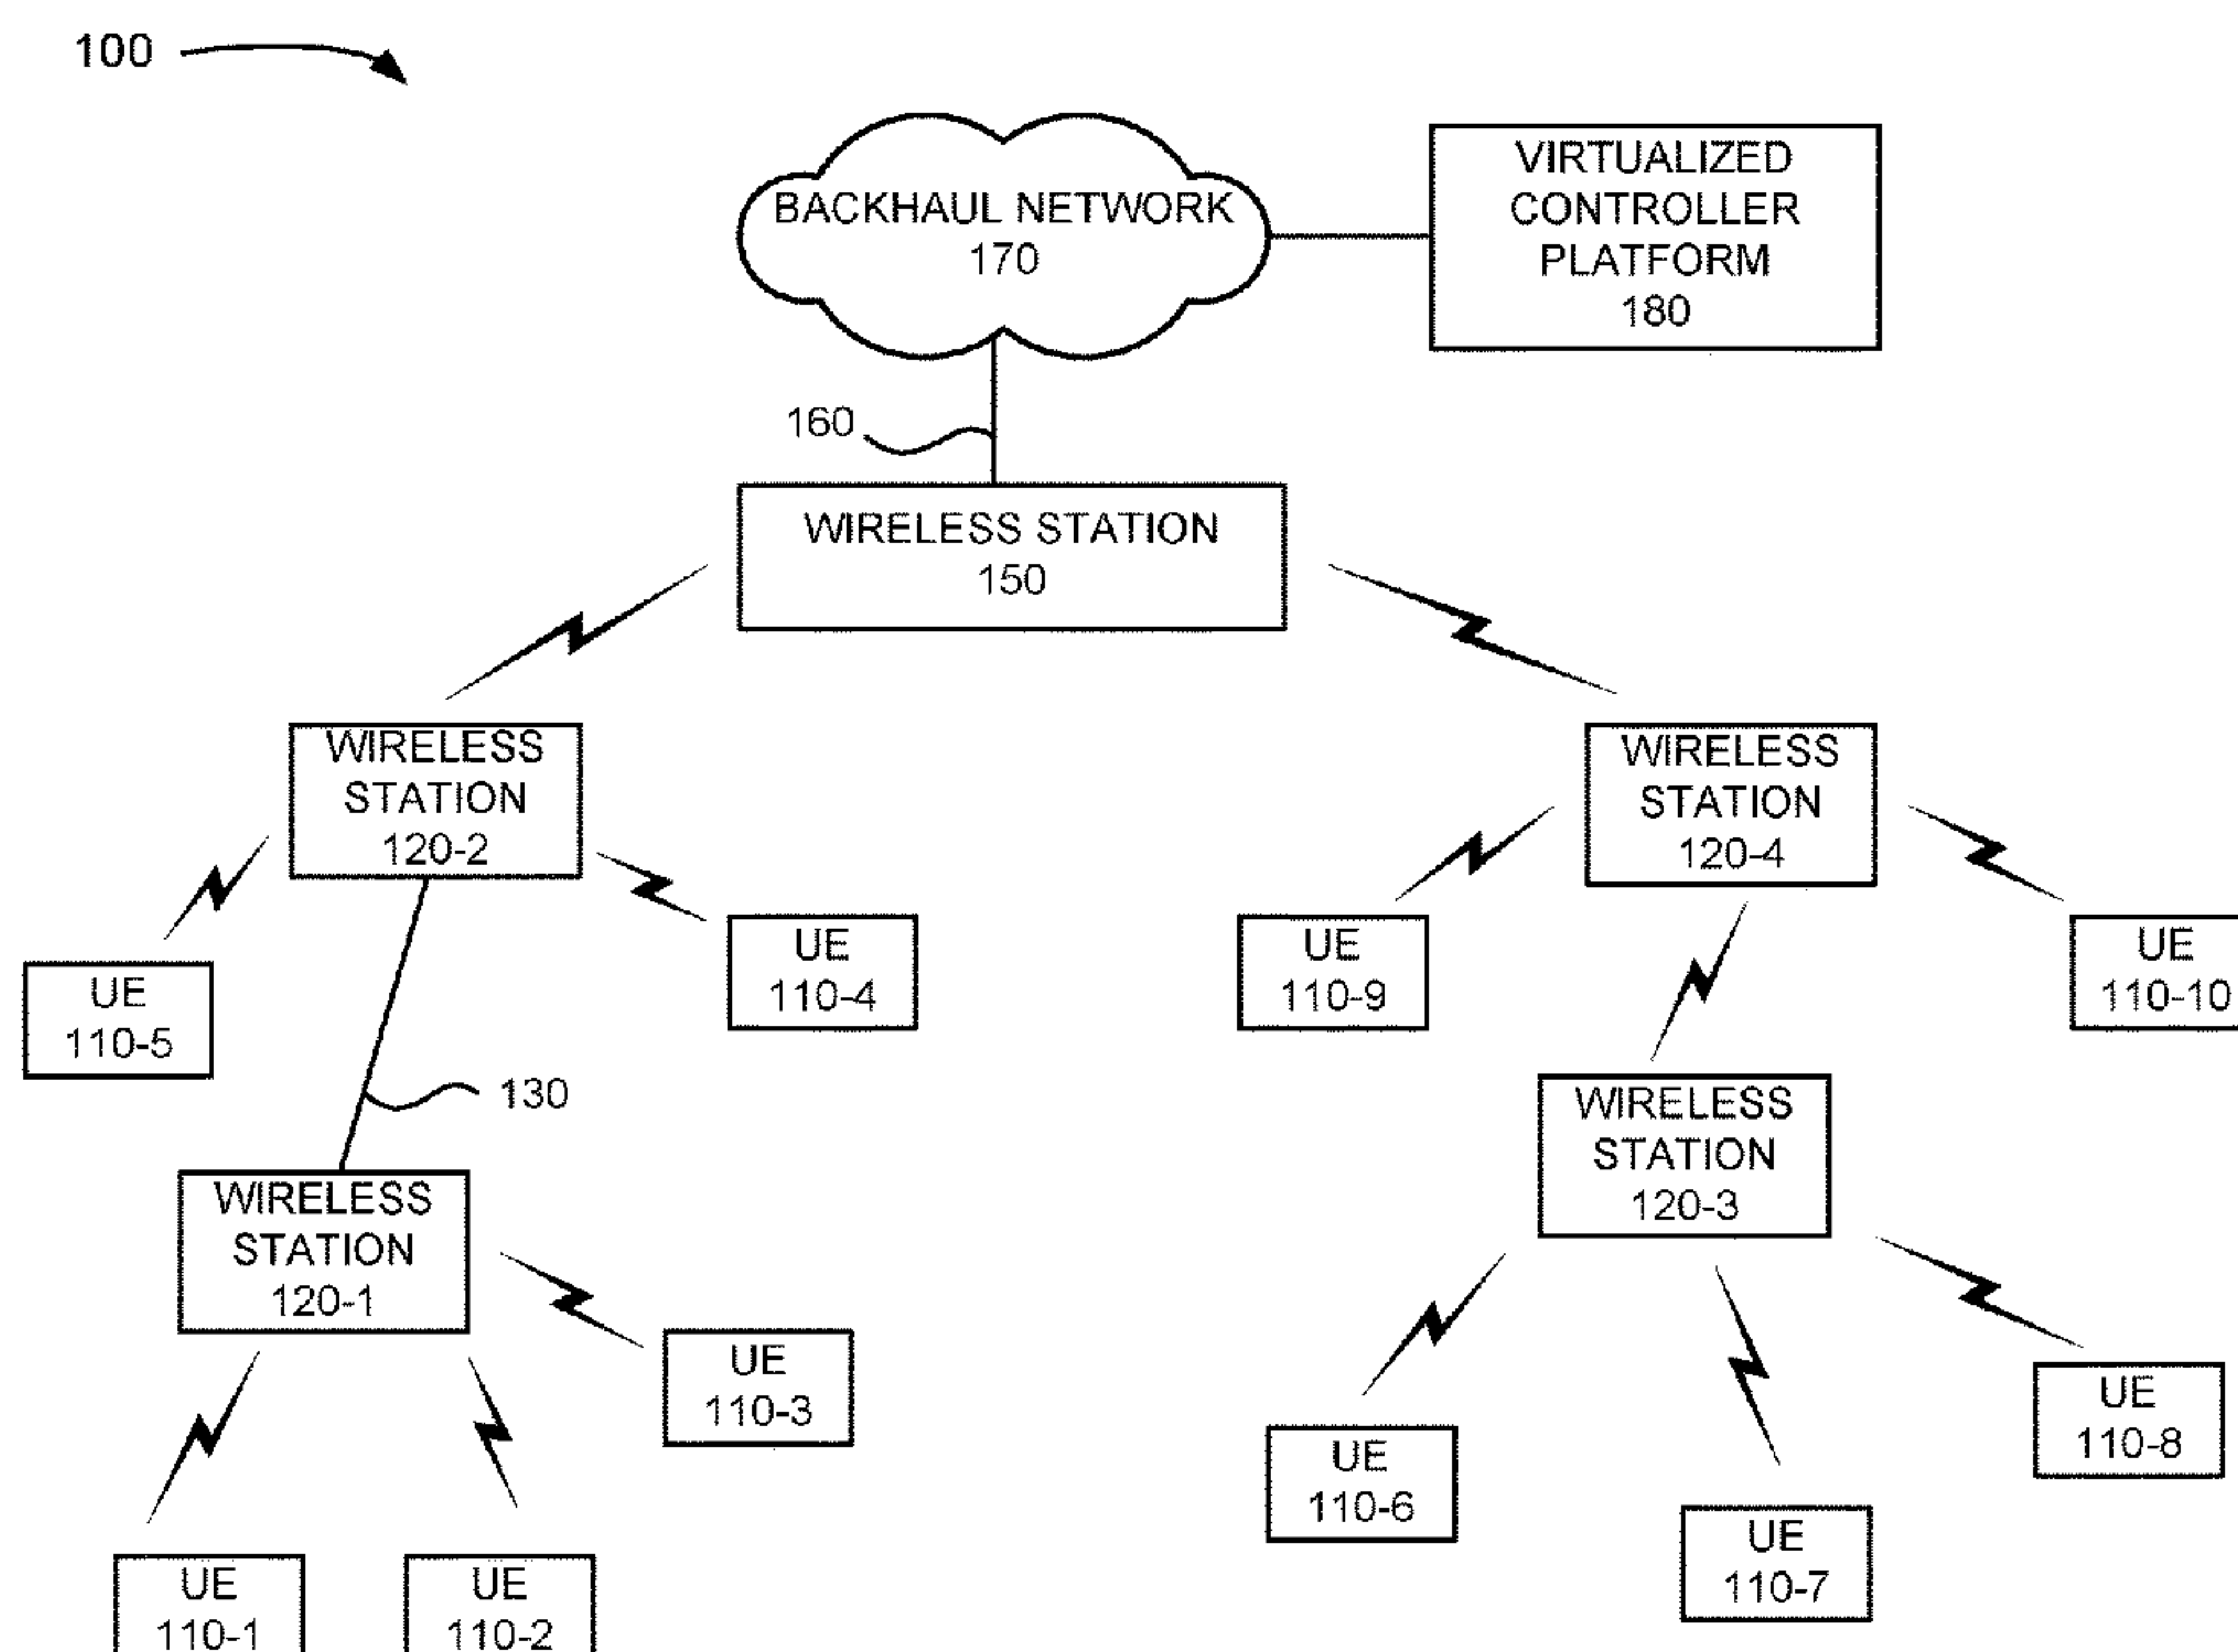 100
BACKHAUL NETWORK
170
VIRTUALIZED
CONTROLLER
PLATFORM
180
160
WIRELESS STATION
150
WIRELESS
STATION
120-2
WIRELESS
STATION
120-4
UE
110-5
UE
110-4
UE
110-9
UE
110-10
130
WIRELESS
STATION
120-1
WIRELESS
STATION
120-3
UE
110-3
UE
110-8
UE
110-6
UE
110-7
UE
110-1
UE
110-2